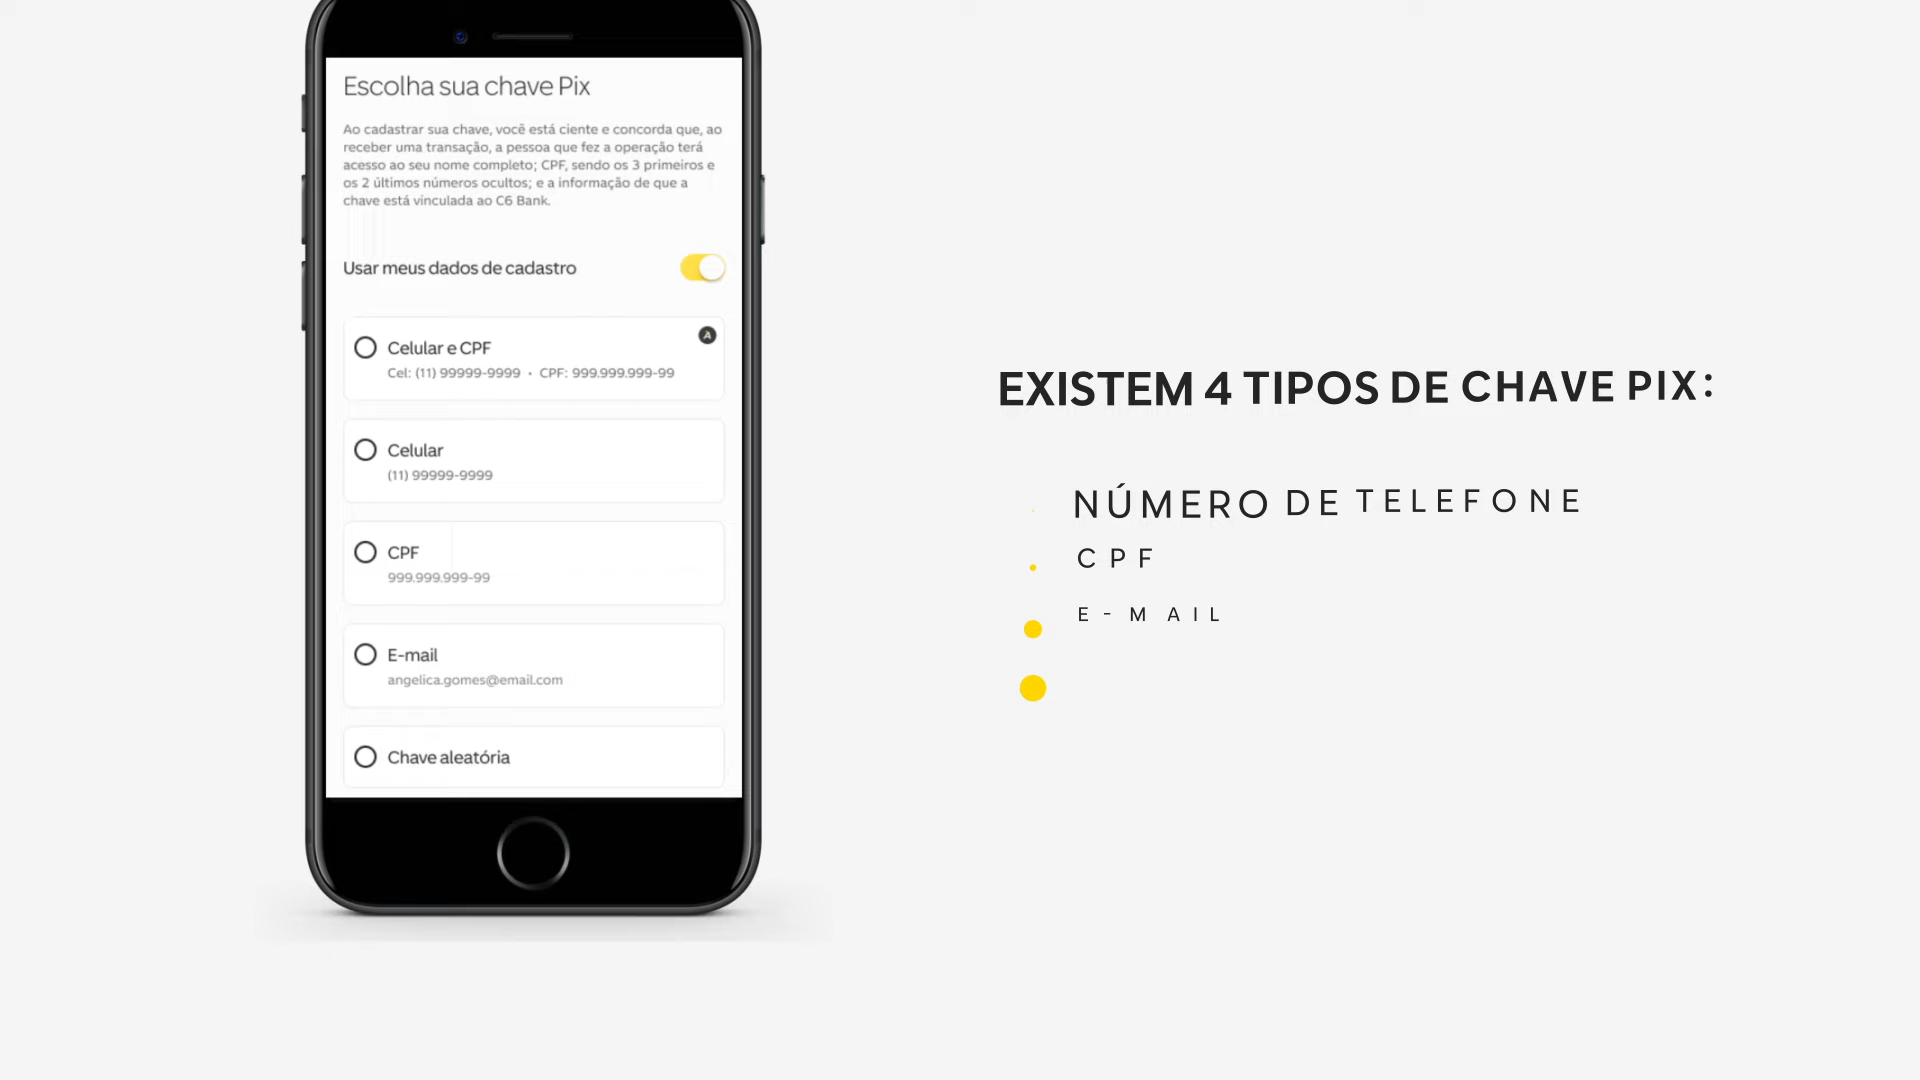 Escolha sua chave Pix
Ao cadastrar sua chave, você está ciente e concorda que, ao
receber uma transação, a pessoa que fez a operação terá
acesso ao seu nome completo; CPF, sendo os 3 primeiros e
os 2 últimos números ocultos; e a informação de que a
chave está vinculada ao C6 Bank.
Usar meus dados de cadastro
A
Celular e CPF
Cel: (11) 99999-9999 • CPF: 999.999.999-99
Celular
(11) 99999-9999
CPF
999.999.999-99
E-mail
angelica.gomes@email.com
Chave aleatória
EXISTEM 4 TIPOS DE CHAVE PIX:
NÚMERO DE TELEFONE
CPF
E-MAIL